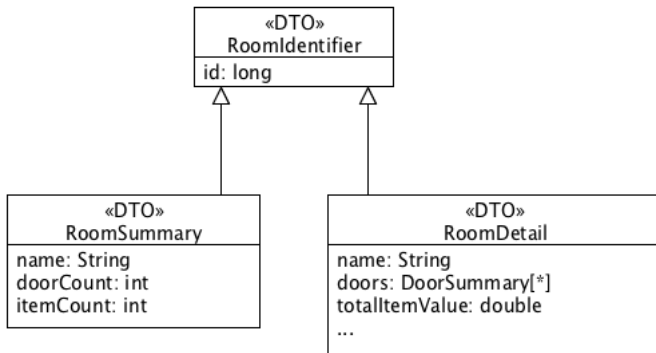 «DTO»
RoomIdentifier
id: long
«DTO»
RoomSummary
name: String
doorCount: int
itemCount: int
«DTO»
RoomDetail
name: String
doors: DoorSummary[*]
totalItemValue: double
...